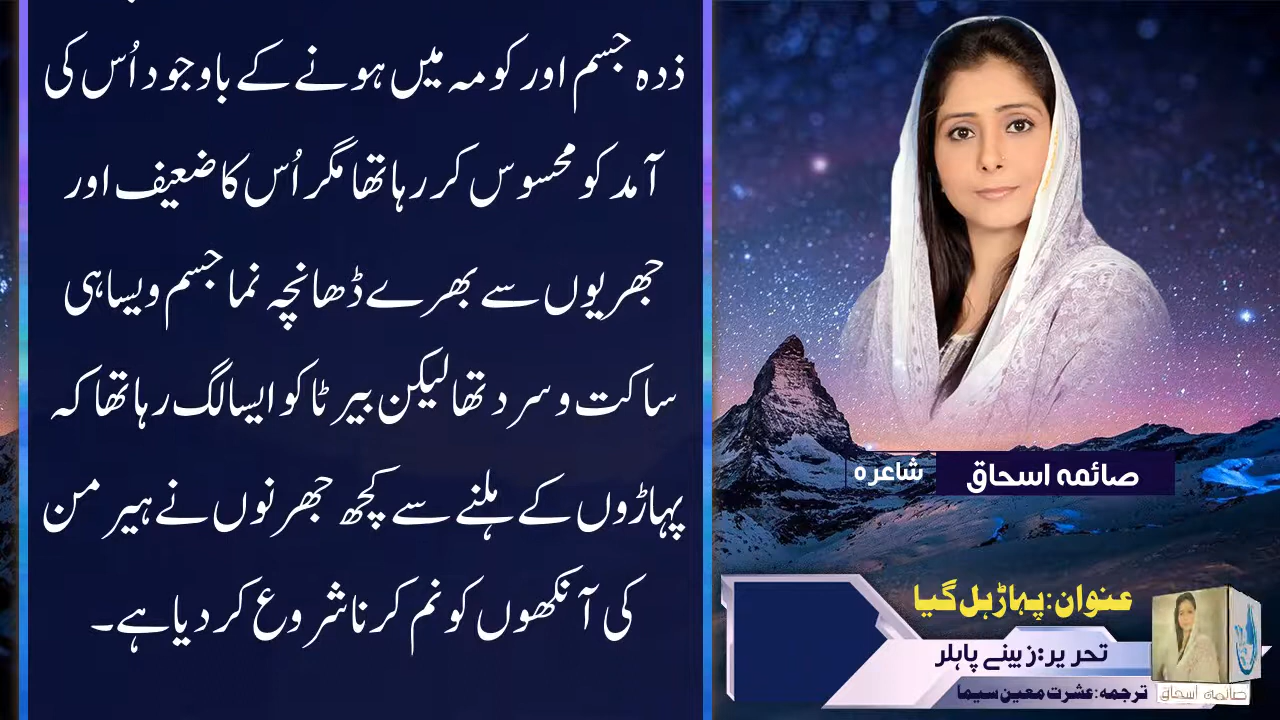 ذدہ جسم اور کومہ میں ہونے کے باوجود اُس کی
آمد کو محسوس کر رہا تھا مگر اُس کا ضعیف اور
جھریوں سے بھرے ڈھانچہ نما جسم ویسا ہی
ساکت و سرد تھا لیکن بیر ٹا کو ایسا لگ رہا تھا کہ
پہاڑوں کے ہلنے سے کچھ جھرنوں نے ہیر من
کی آنکھوں کو نم کرنا شروع کر دیا ہے۔
صائمہ اسحاق
شاعرہ
عنوان:پہاڑ ہل گیا
تحریر:زیبنے پاہلر
ترجمہ:عشرت معین سیما
صائمہ اسحاق